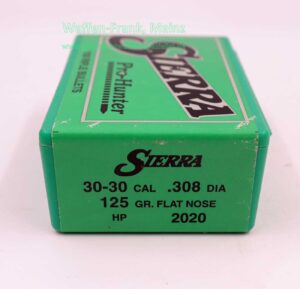 Waffen-Frank, Mainz
SIERRA
Pro-Hunter
SIERRA
30-30 CAL .308 DIA
125 GR. FLAT NOSE
HP 2020